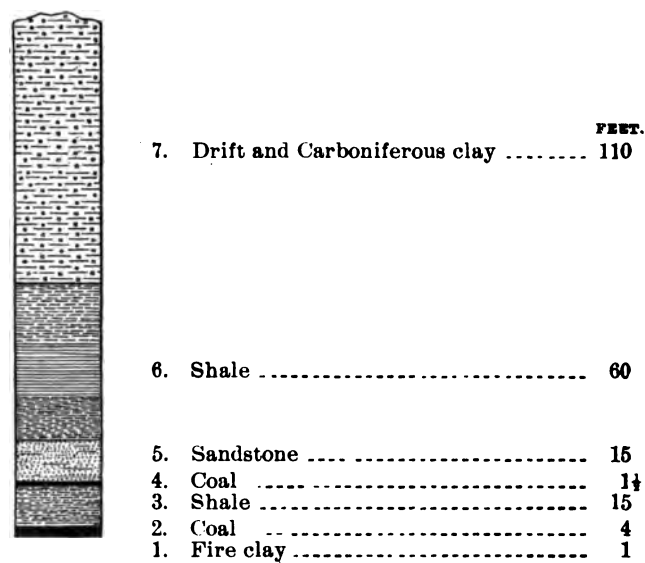 FEET.
7. Drift and Carboniferous clay ........ 110
6. Shale ................................ 60
5. Sandstone .......................... 15
4. Coal ............................... 1½
3. Shale ................................ 15
2. Coal ............................... 4
1. Fire clay ........................... 1